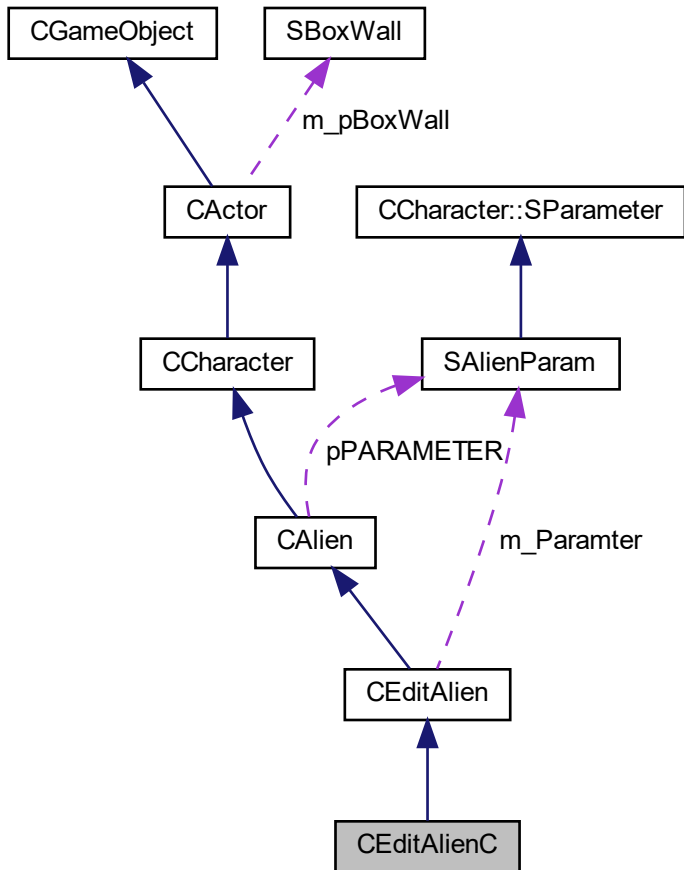 CGameObject
SBoxWall
m_pBoxWall
CActor
CCharacter::SParameter
CCharacter
SAlienParam
pPARAMETER
CAlien
m_Paramter
CEditAlien
CEditAlienC